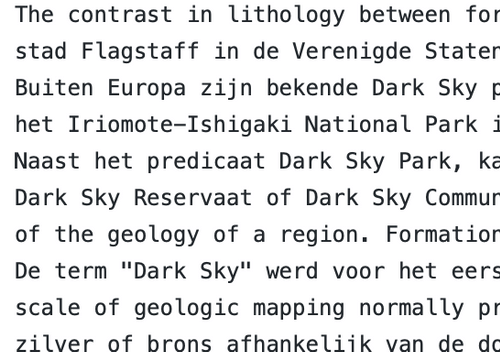 The contrast in lithology between for
stad Flagstaff in de Verenigde Staten
Buiten Europa zijn bekende Dark Sky p
het Iriomote–Ishigaki National Park i
Naast het predicaat Dark Sky Park, ka
Dark Sky Reservaat of Dark Sky Commun
of the geology of a region. Formation
De term "Dark Sky" werd voor het eers
scale of geologic mapping normally pr
zilver of brons afhankelijk van de do